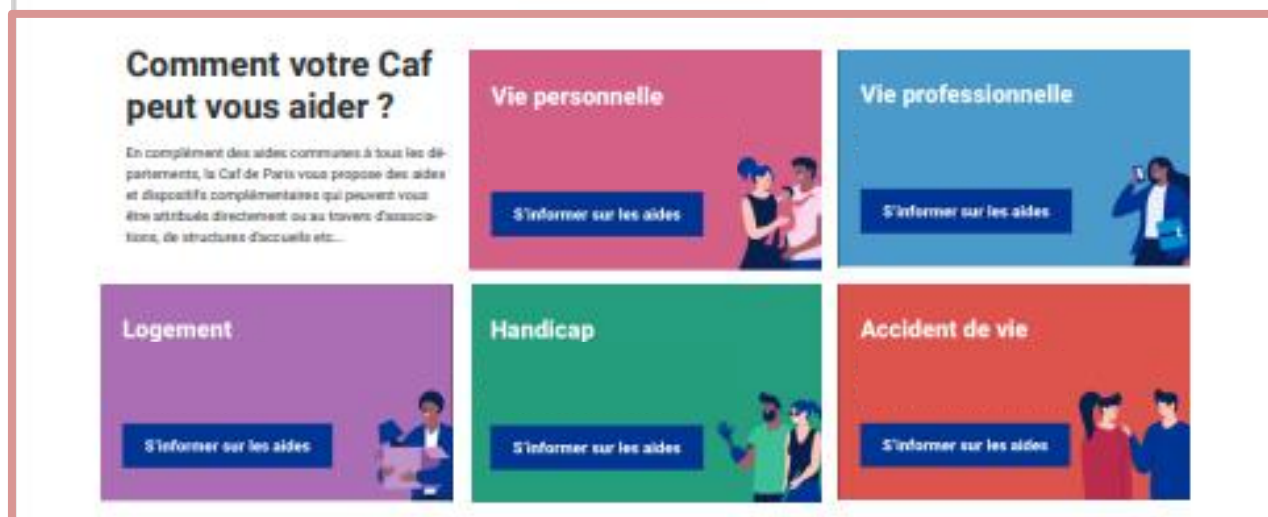 Comment votre Caf
peut vous aider ?
En complément des aides communes à tous les dé-
partements, la Caf de Paris vous propose des aides
et dispositifs complémentaires qui peuvent vous
être attribués directement ou au travers d'associa-
tions, de structures d'accueils etc...
Vie personnelle
S'informer sur les aides
Vie professionnelle
S'informer sur les aides
Logement
S'informer sur les aides
Handicap
S'informer sur les aides
Accident de vie
S'informer sur les aides